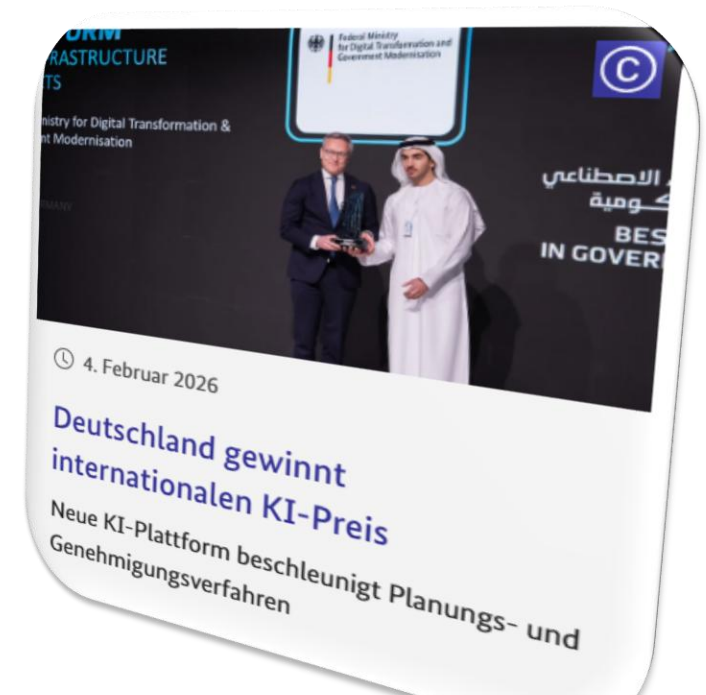 RASTRUCTURE
TS
nistry for Digital Transformation &
nt Modernisation
RMANY
Federal Ministry
for Digital Transformation and
Government Modernisation
©
الاصطناعي
كومية
BES
IN GOVER
4. Februar 2026
Deutschland gewinnt
internationalen KI-Preis
Neue KI-Plattform beschleunigt Planungs- und
Genehmigungsverfahren